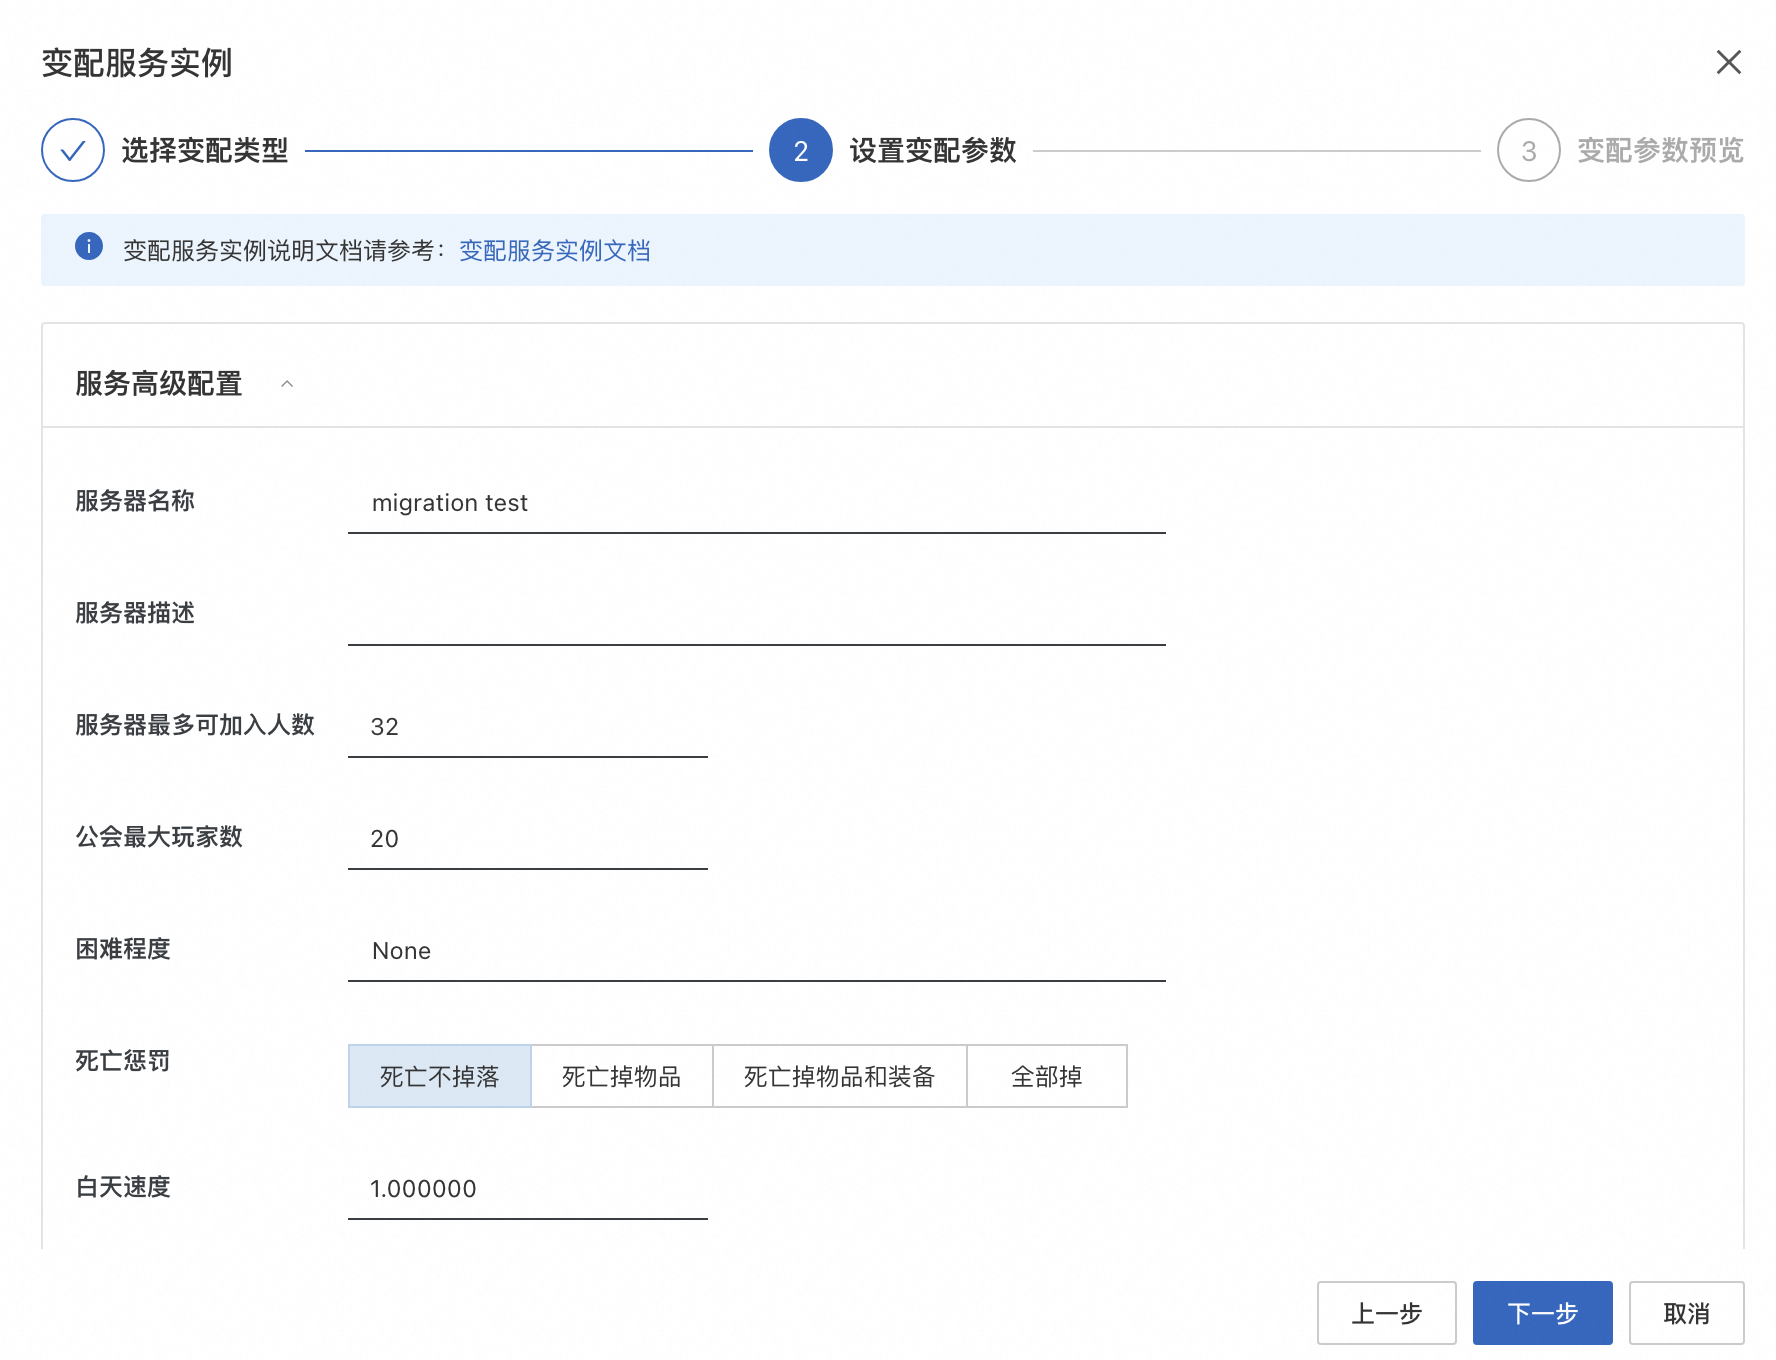 变配服务实例
选择变配类型
2 设置变配参数
3 变配参数预览
变配服务实例说明文档请参考：变配服务实例文档
服务高级配置
服务器名称 migration test
服务器描述
服务器最多可加入人数 32
公会最大玩家数 20
困难程度 None
死亡惩罚 死亡不掉落 死亡掉物品 死亡掉物品和装备 全部掉
白天速度 1.000000
上一步 下一步 取消